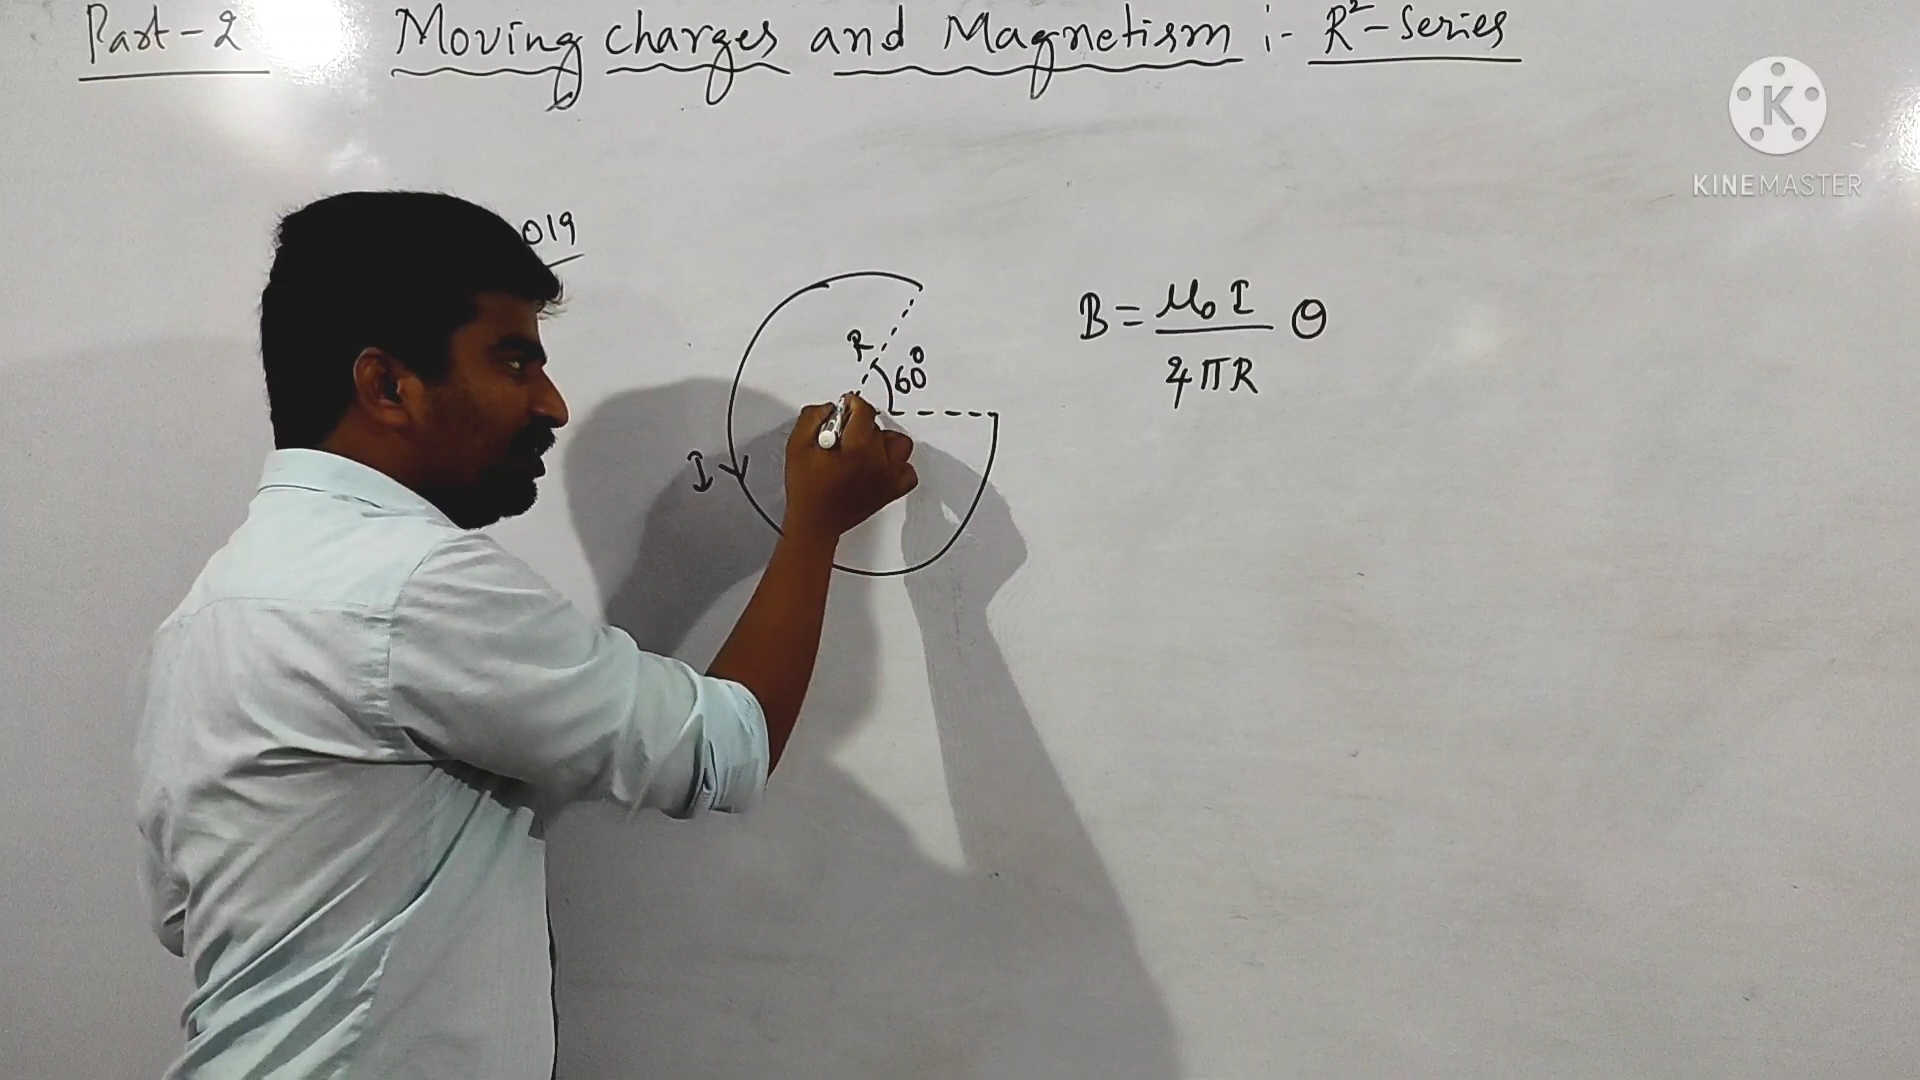 Part-2 Moving charges and Magnetism :- R²-Series
KINEMASTER
019
R 60°
I
B = μ₀I / 4πR θ